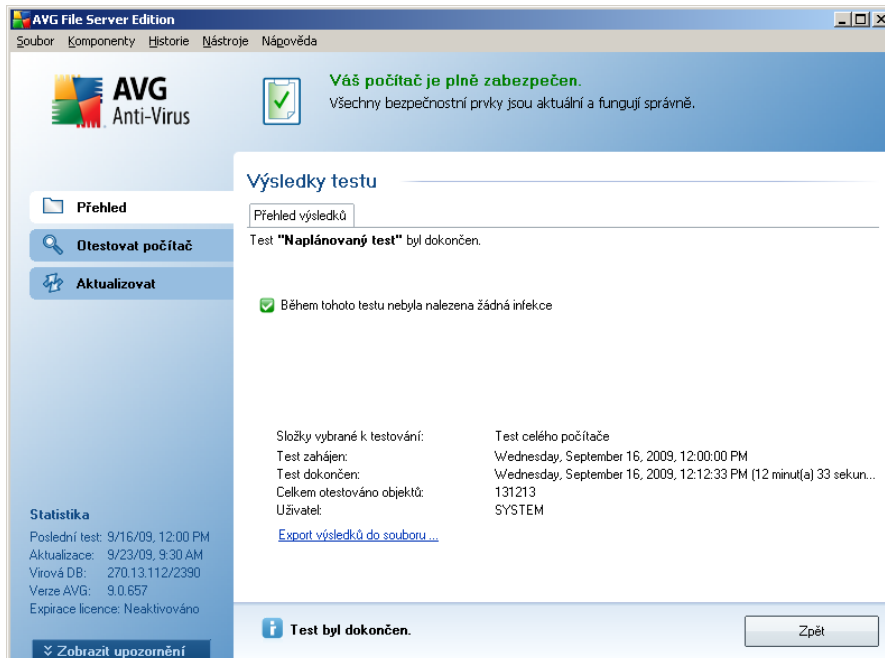 AVG File Server Edition
Soubor Komponenty Historie Nástroje Nápověda
AVG
Anti-Virus
Váš počítač je plně zabezpečen.
Všechny bezpečnostní prvky jsou aktuální a fungují správně.
Přehled
Otestovat počítač
Aktualizovat
Výsledky testu
Přehled výsledků
Test "Naplánovaný test" byl dokončen.
Během tohoto testu nebyla nalezena žádná infekce
Složky vybrané k testování: Test celého počítače
Test zahájen: Wednesday, September 16, 2009, 12:00:00 PM
Test dokončen: Wednesday, September 16, 2009, 12:12:33 PM (12 minut(a) 33 sekun...
Celkem otestováno objektů: 131213
Uživatel: SYSTEM
Export výsledků do souboru ...
Statistika
Poslední test: 9/16/09, 12:00 PM
Aktualizace: 9/23/09, 9:30 AM
Virová DB: 270.13.112/2390
Verze AVG: 9.0.657
Expirace licence: Neaktivováno
Zobrazit upozornění
Test byl dokončen.
Zpět